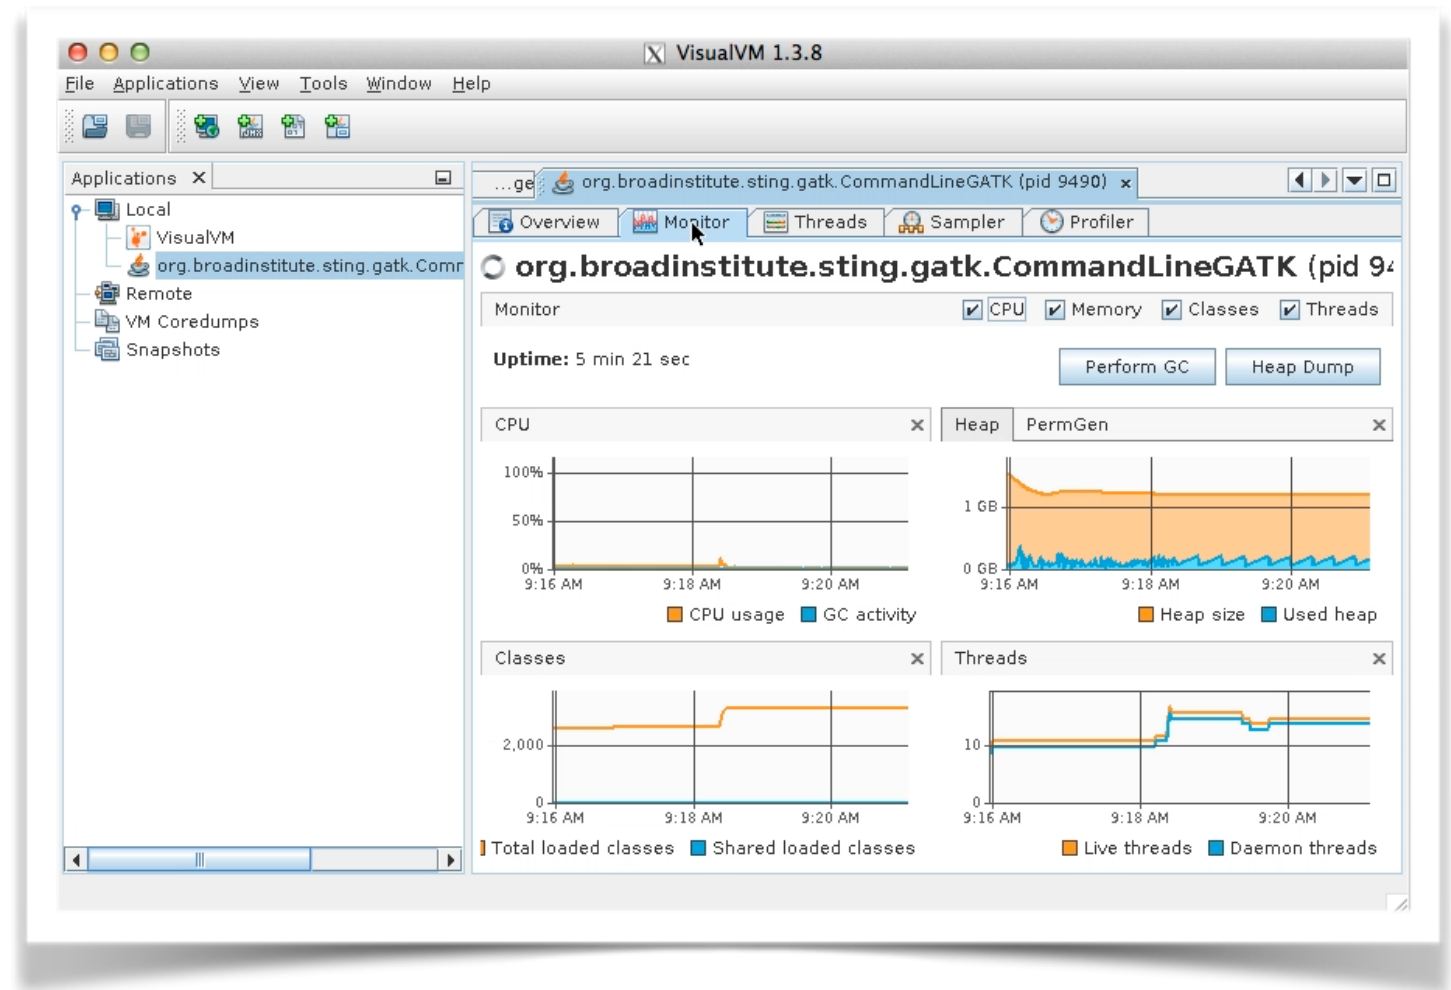 VisualVM 1.3.8
File Applications View Tools Window Help
Applications
Local
VisualVM
org.broadinstitute.sting.gatk.Comr
Remote
VM Coredumps
Snapshots
...ge org.broadinstitute.sting.gatk.CommandLineGATK (pid 9490)
Overview Monitor Threads Sampler Profiler
org.broadinstitute.sting.gatk.CommandLineGATK (pid 94
Monitor CPU Memory Classes Threads
Uptime: 5 min 21 sec Perform GC Heap Dump
CPU
100%
50%
0%
9:16 AM 9:18 AM 9:20 AM
CPU usage GC activity
Heap PermGen
1 GB
0 GB
9:16 AM 9:18 AM 9:20 AM
Heap size Used heap
Classes
2,000
0
9:16 AM 9:18 AM 9:20 AM
Total loaded classes Shared loaded classes
Threads
10
0
9:16 AM 9:18 AM 9:20 AM
Live threads Daemon threads